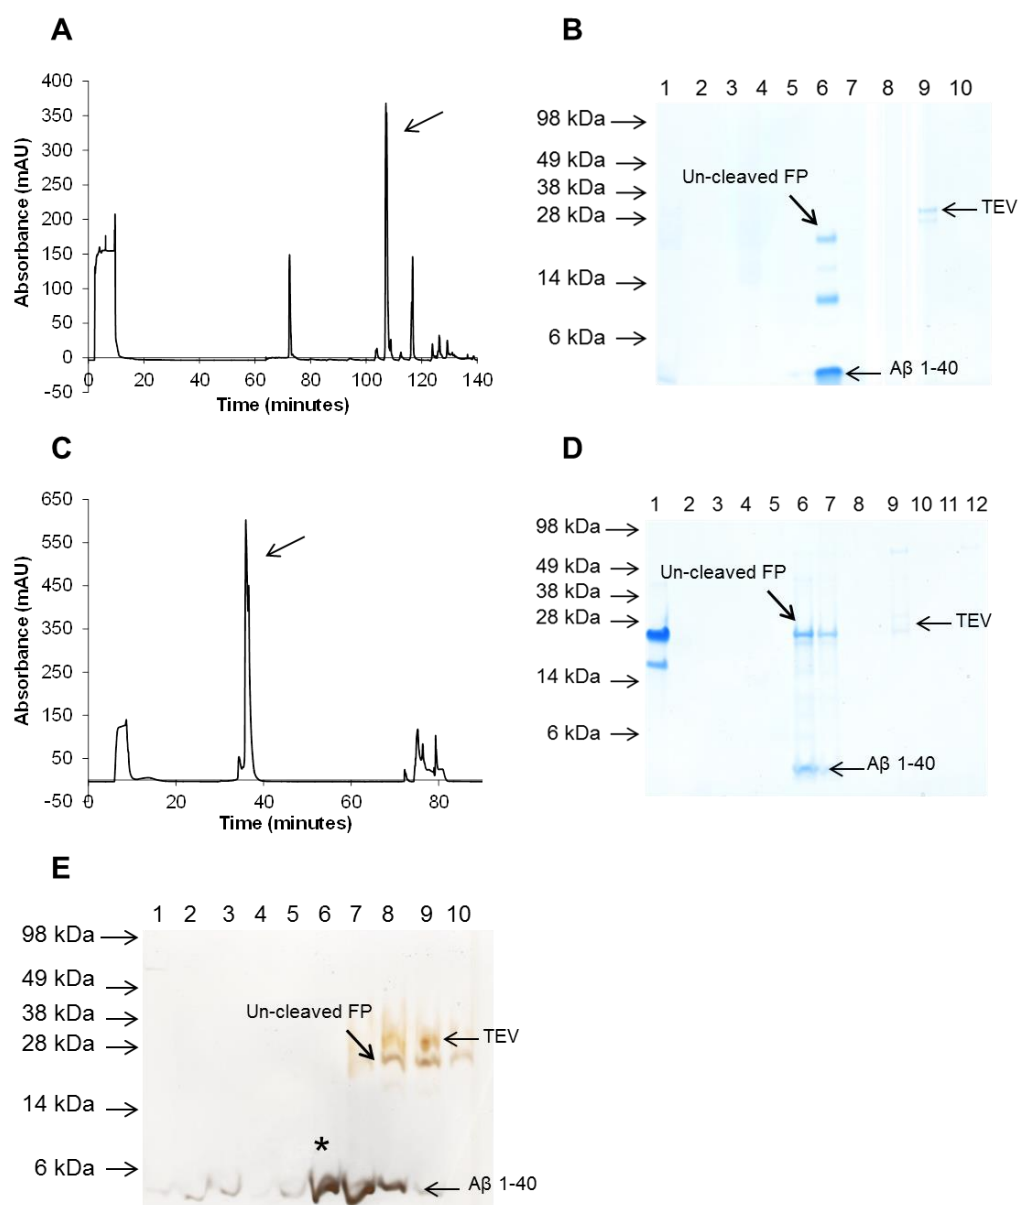 A
400
350
300
250
200
150
100
50
0
-50
Absorbance (mAU)
0 20 40 60 80 100 120 140
Time (minutes)
B
1 2 3 4 5 6 7 8 9 10
98 kDa
49 kDa
38 kDa
28 kDa
14 kDa
6 kDa
Un-cleaved FP
TEV
Aβ 1-40
C
650
550
450
350
250
150
50
-50
Absorbance (mAU)
0 20 40 60 80
Time (minutes)
D
1 2 3 4 5 6 7 8 9 10 11 12
98 kDa
49 kDa
38 kDa
28 kDa
14 kDa
6 kDa
Un-cleaved FP
TEV
Aβ 1-40
E
1 2 3 4 5 6 7 8 9 10
98 kDa
49 kDa
38 kDa
28 kDa
14 kDa
6 kDa
Un-cleaved FP
TEV
*
Aβ 1-40